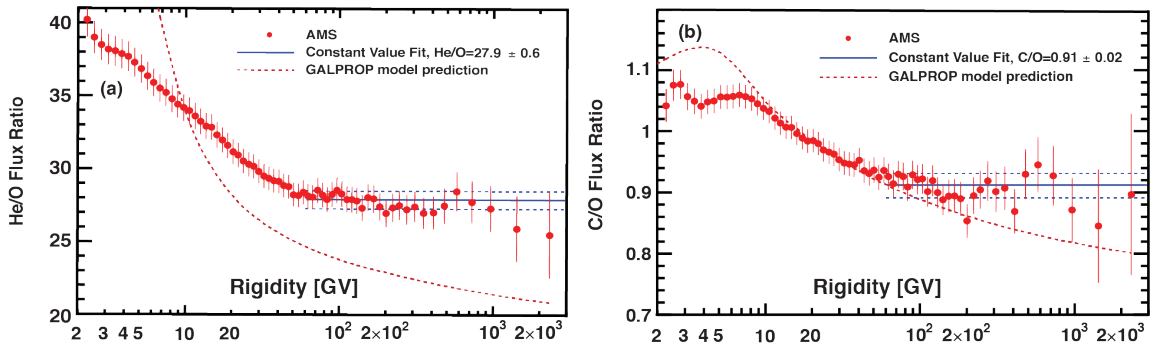 40
35
30
25
20
He/O Flux Ratio
(a)
AMS
Constant Value Fit, He/O=27.9 ± 0.6
GALPROP model prediction
Rigidity [GV]
2 3 4 5 10 20 10² 2×10² 10³ 2×10³
1.1
1
0.9
0.8
0.7
C/O Flux Ratio
(b)
AMS
Constant Value Fit, C/O=0.91 ± 0.02
GALPROP model prediction
Rigidity [GV]
2 3 4 5 10 20 10² 2×10² 10³ 2×10³